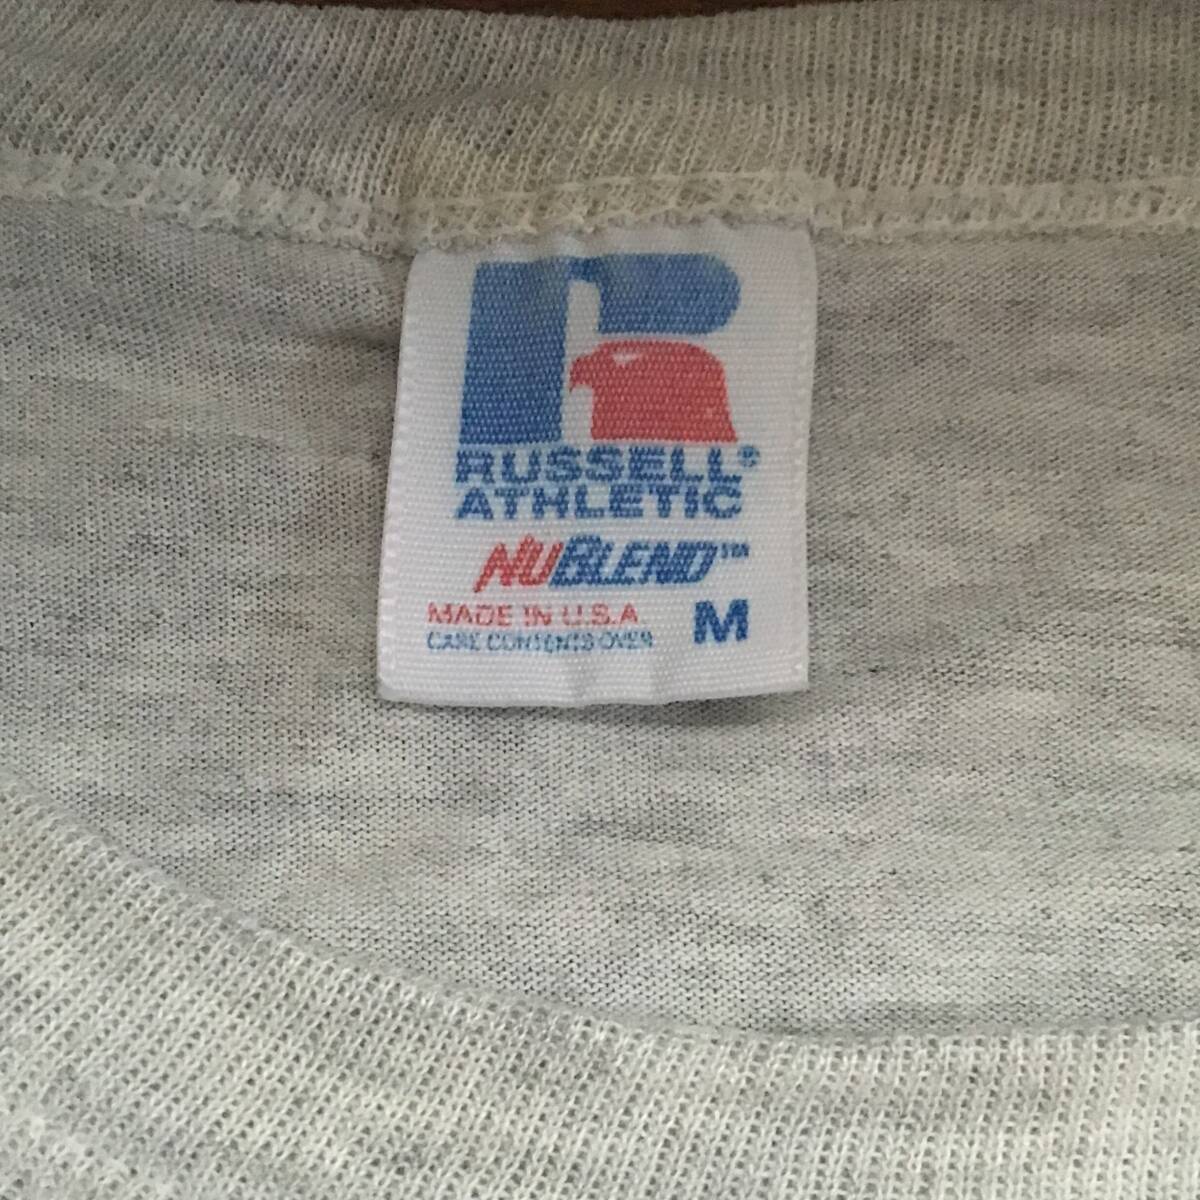 RUSSELL®
ATHLETIC
NUBLEND™
MADE IN U.S.A
CARE CONTENTS OVER
M